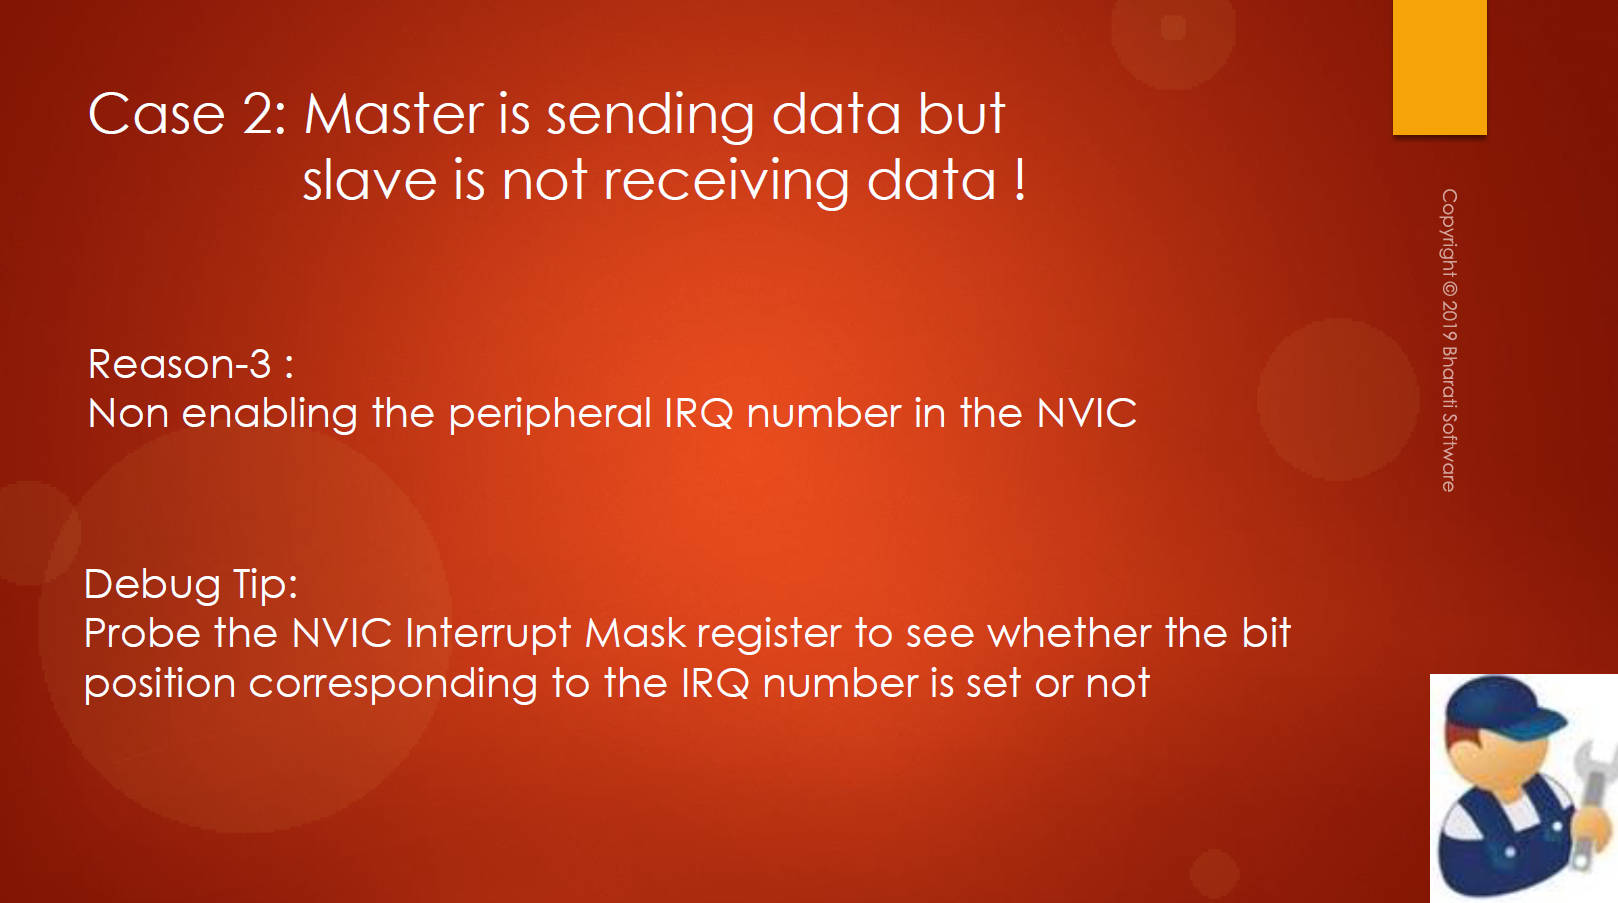 Case 2: Master is sending data but
slave is not receiving data !
Reason-3 :
Non enabling the peripheral IRQ number in the NVIC
Debug Tip:
Probe the NVIC Interrupt Mask register to see whether the bit
position corresponding to the IRQ number is set or not
Copyright © 2019 Bharati Software